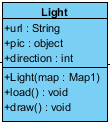 Light
+url : String
+pic : object
+direction : int
+Light(map : Map1)
+load() : void
+draw() : void